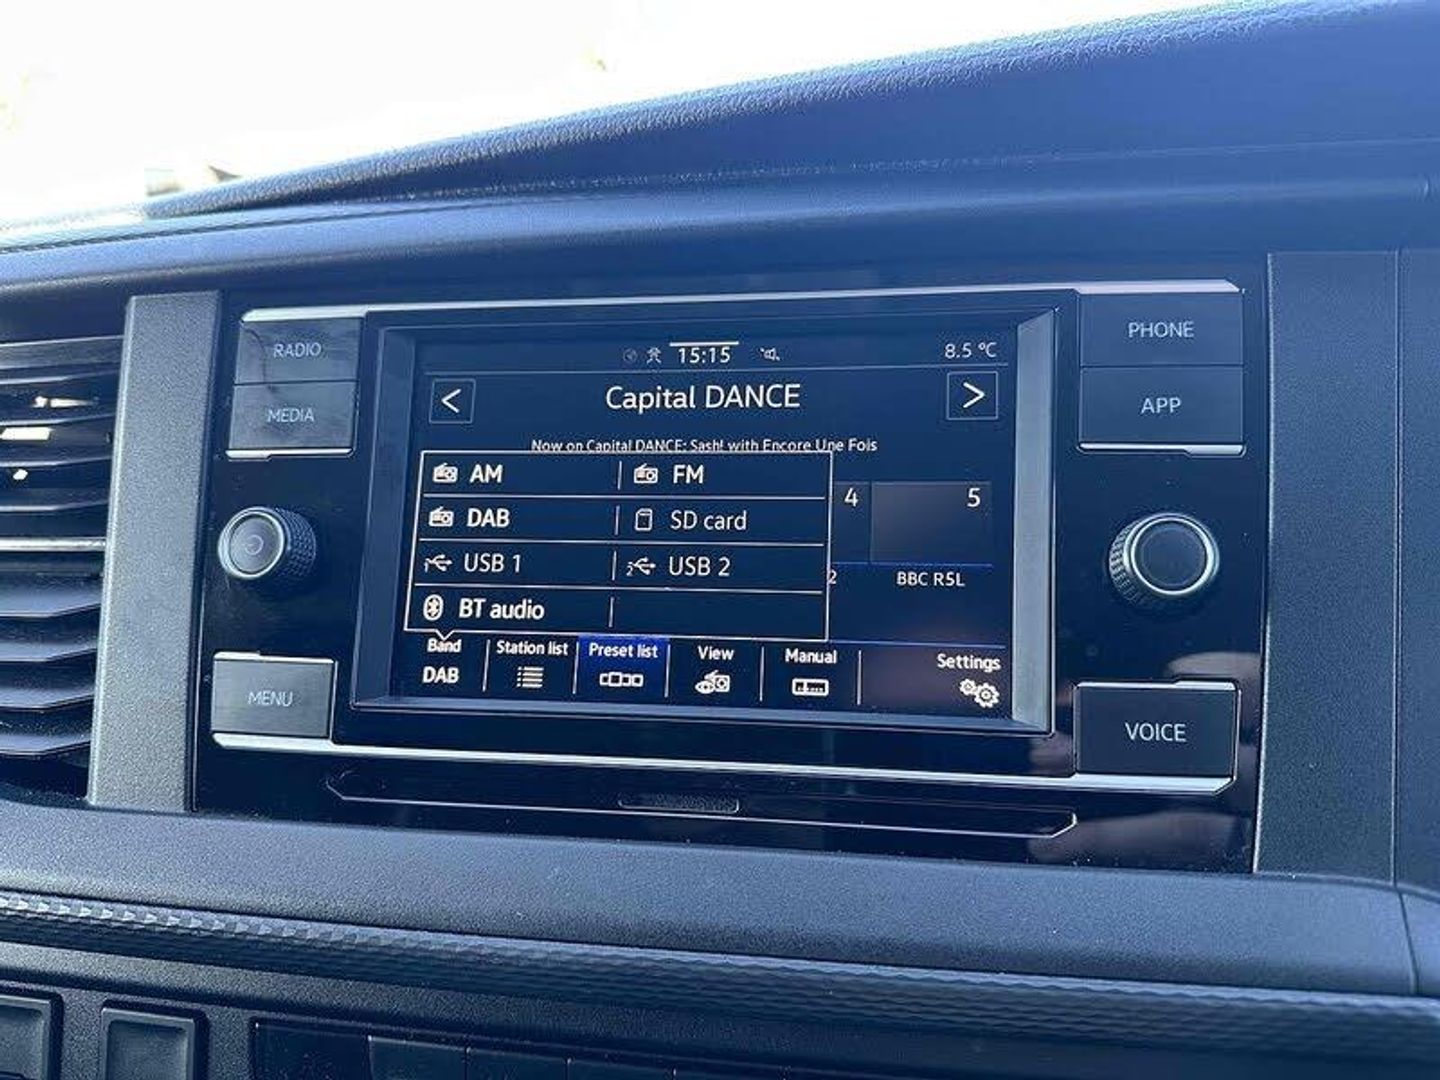 RADIO
MEDIA
MENU
PHONE
APP
VOICE
15:15
8.5 °C
< Capital DANCE >
Now on Capital DANCE: Sash! with Encore Une Fois
AM FM
DAB SD card
USB 1 USB 2
BT audio
4 5
2 BBC R5L
Band Station list Preset list View Manual Settings
DAB